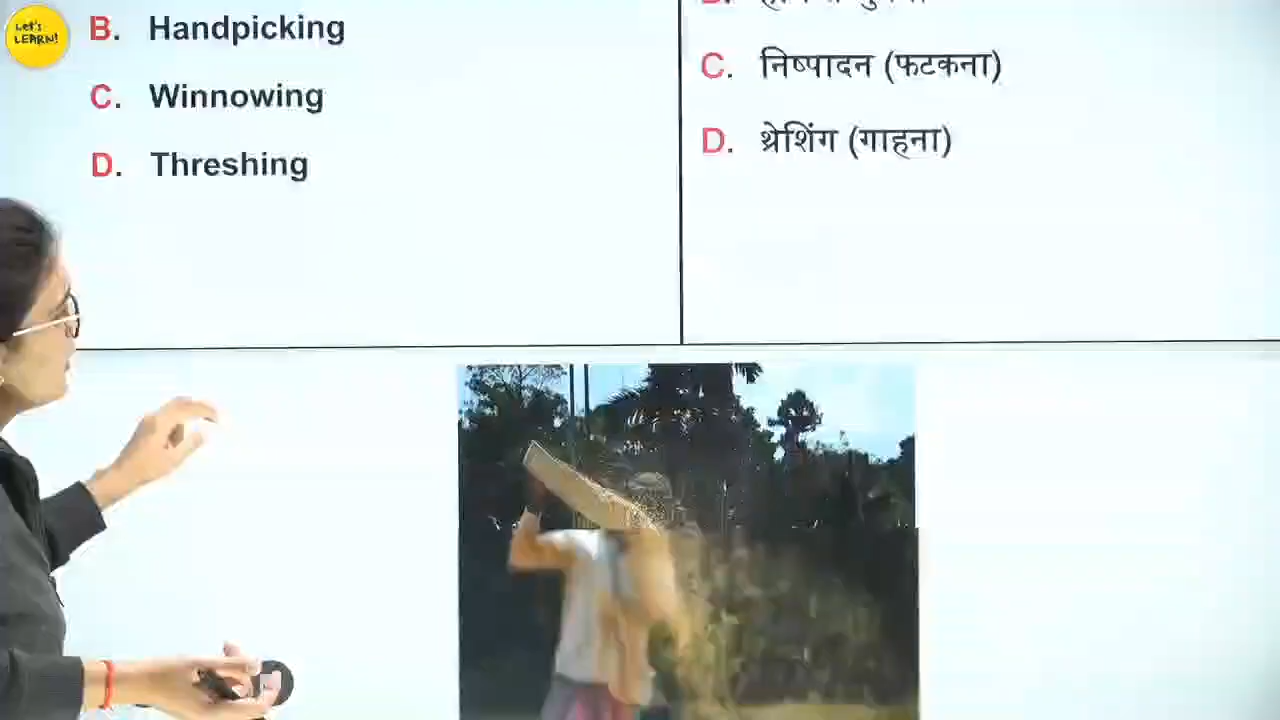 Let's
LEARN!
B. Handpicking
C. Winnowing
D. Threshing
C. निष्पादन (फटकना)
D. थ्रेशिंग (गाहना)